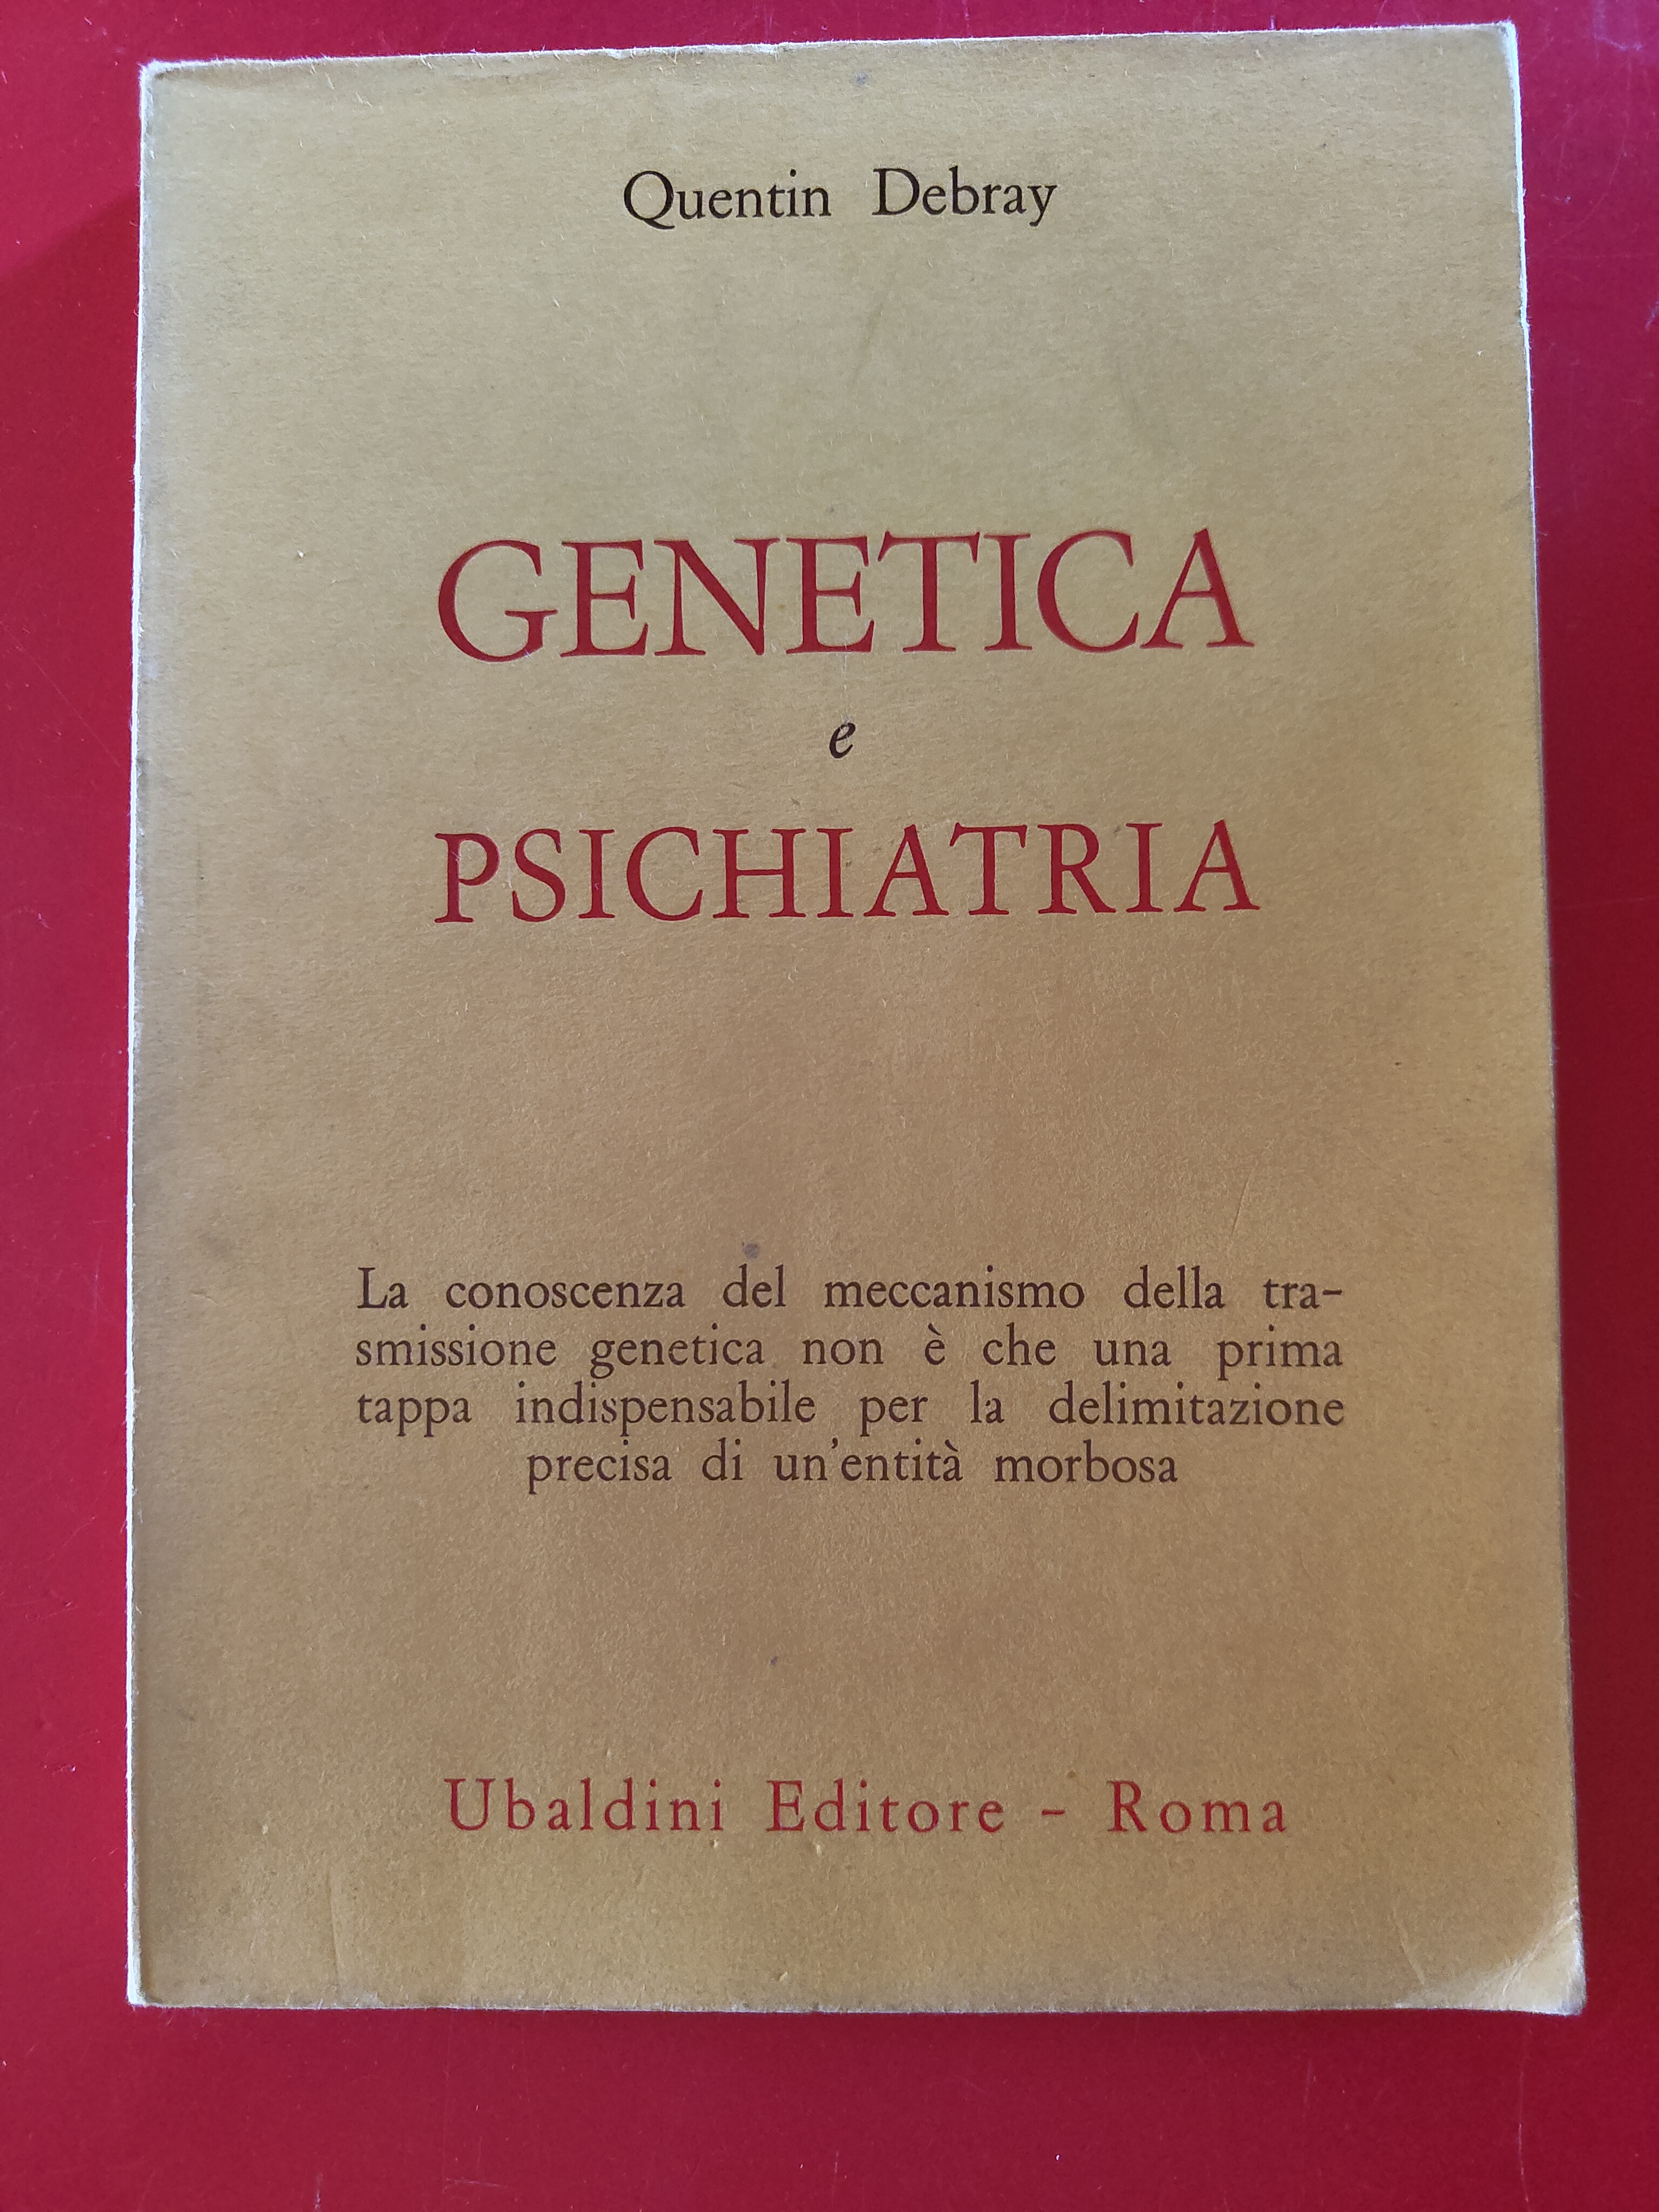 Quentin Debray
GENETICA
e
PSICHIATRIA
La conoscenza del meccanismo della tra-
smissione genetica non è che una prima
tappa indispensabile per la delimitazione
precisa di un'entità morbosa
Ubaldini Editore - Roma